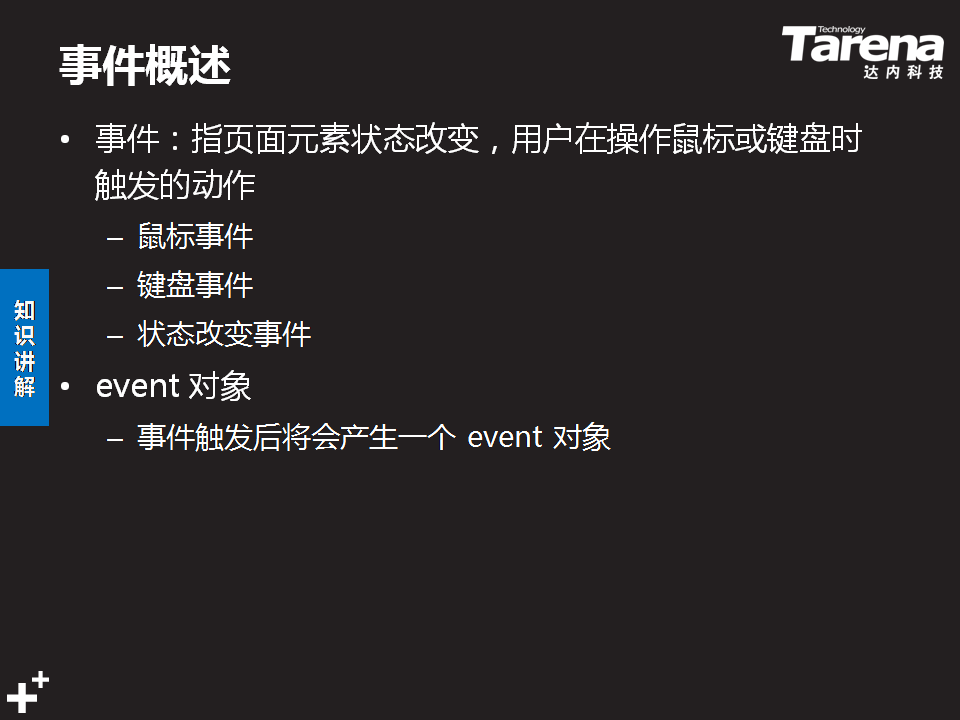 事件概述
Technology
Tarena
达内科技
• 事件：指页面元素状态改变，用户在操作鼠标或键盘时
触发的动作
– 鼠标事件
– 键盘事件
– 状态改变事件
• event 对象
– 事件触发后将会产生一个 event 对象
知识讲解